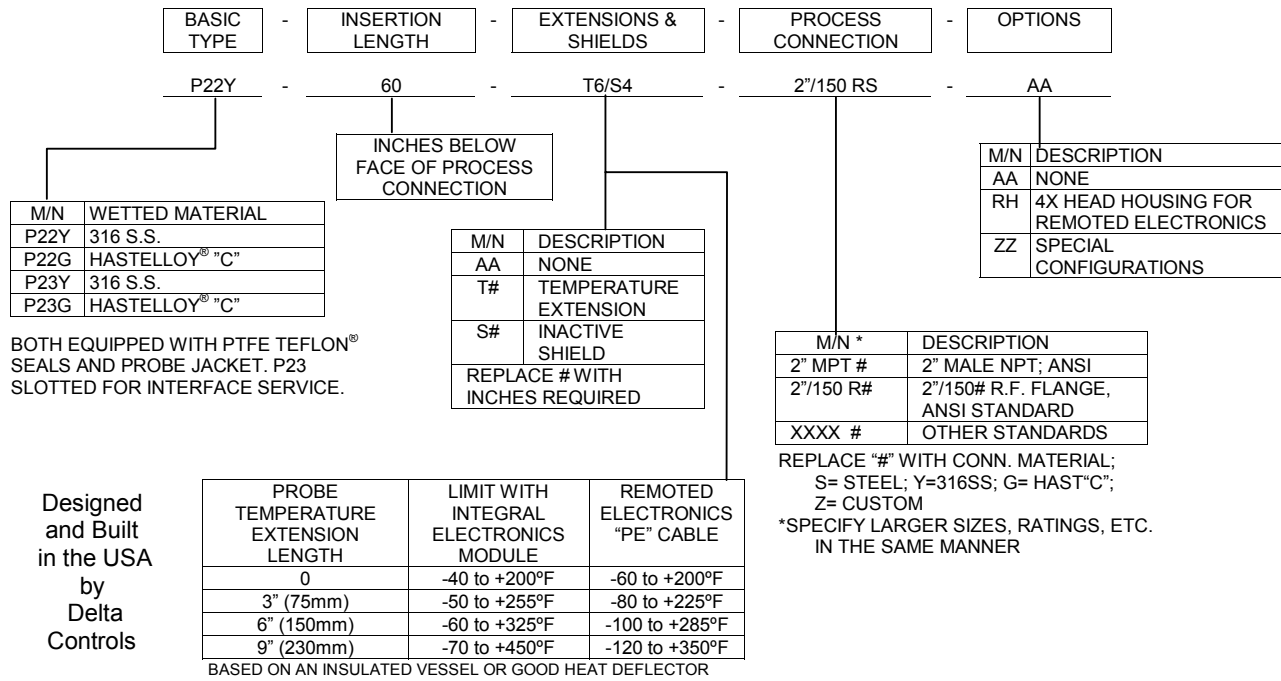 BASIC TYPE - INSERTION LENGTH - EXTENSIONS & SHIELDS - PROCESS CONNECTION - OPTIONS
P22Y - 60 - T6/S4 - 2”/150 RS - AA
INCHES BELOW
FACE OF PROCESS
CONNECTION
M/N WETTED MATERIAL
P22Y 316 S.S.
P22G HASTELLOY® ”C”
P23Y 316 S.S.
P23G HASTELLOY® ”C”
BOTH EQUIPPED WITH PTFE TEFLON®
SEALS AND PROBE JACKET. P23
SLOTTED FOR INTERFACE SERVICE.
M/N DESCRIPTION
AA NONE
T# TEMPERATURE
EXTENSION
S# INACTIVE
SHIELD
REPLACE # WITH
INCHES REQUIRED
M/N DESCRIPTION
AA NONE
RH 4X HEAD HOUSING FOR
REMOTED ELECTRONICS
ZZ SPECIAL
CONFIGURATIONS
M/N * DESCRIPTION
2” MPT # 2” MALE NPT; ANSI
2”/150 R# 2”/150# R.F. FLANGE,
ANSI STANDARD
XXXX # OTHER STANDARDS
REPLACE “#” WITH CONN. MATERIAL;
S= STEEL; Y=316SS; G= HAST“C”;
Z= CUSTOM
*SPECIFY LARGER SIZES, RATINGS, ETC.
IN THE SAME MANNER
Designed
and Built
in the USA
by
Delta
Controls
PROBE TEMPERATURE EXTENSION LENGTH LIMIT WITH INTEGRAL ELECTRONICS MODULE REMOTED ELECTRONICS “PE” CABLE
0 -40 to +200ºF -60 to +200ºF
3” (75mm) -50 to +255ºF -80 to +225ºF
6” (150mm) -60 to +325ºF -100 to +285ºF
9” (230mm) -70 to +450ºF -120 to +350ºF
BASED ON AN INSULATED VESSEL OR GOOD HEAT DEFLECTOR